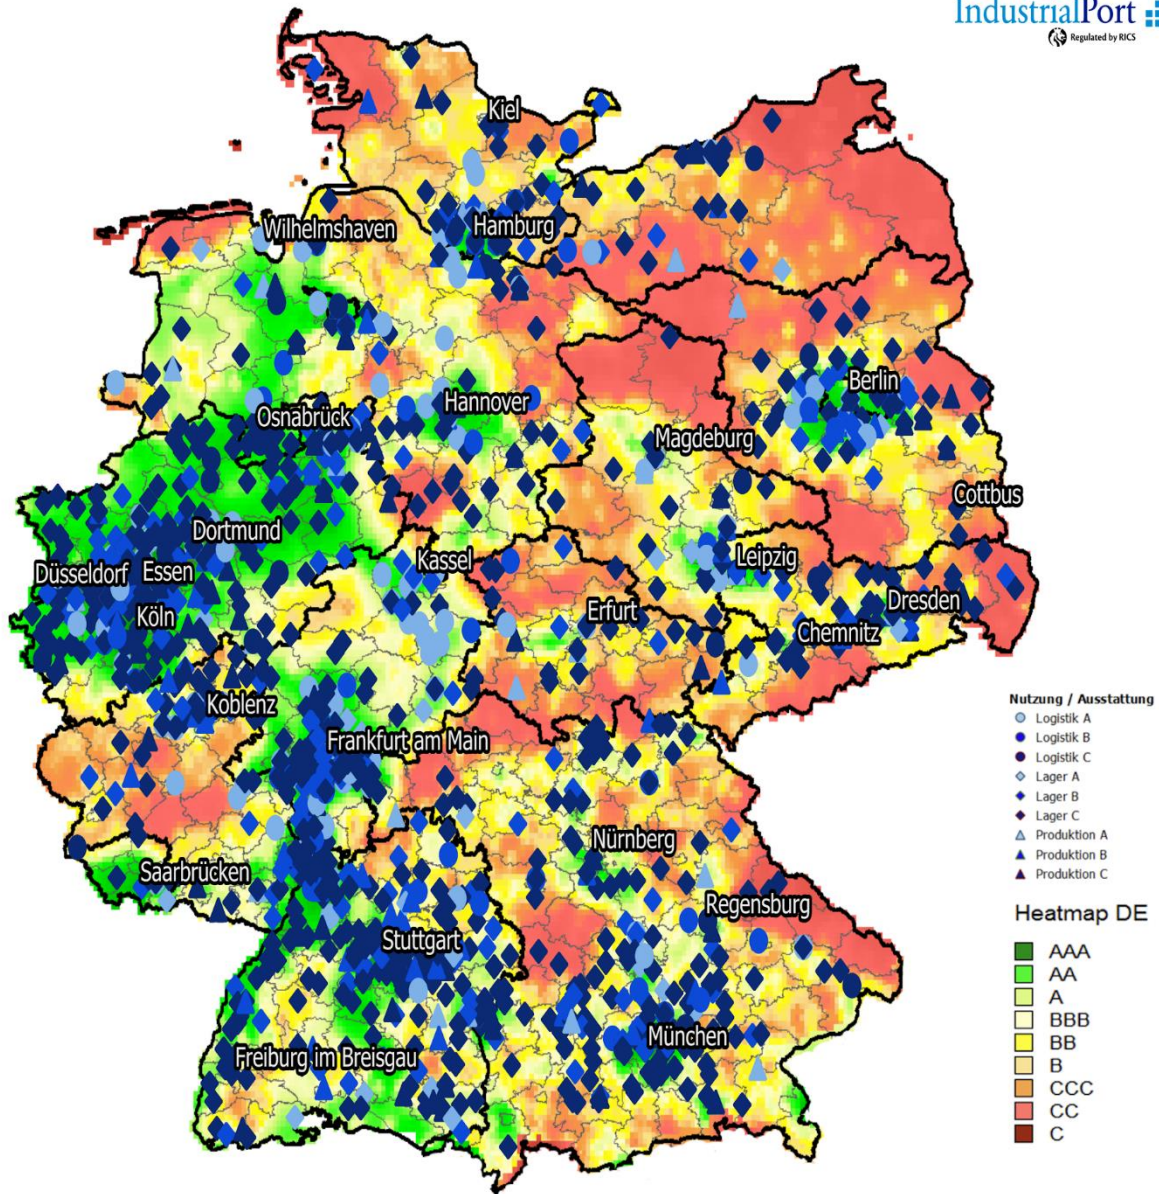 IndustrialPort
Regulated by RICS
Kiel
Wilhelmshaven
Hamburg
Berlin
Hannover
Osnabrück
Magdeburg
Cottbus
Dortmund
Leipzig
Kassel
Düsseldorf
Essen
Dresden
Erfurt
Köln
Chemnitz
Koblenz
Frankfurt am Main
Nürnberg
Saarbrücken
Regensburg
Stuttgart
München
Freiburg im Breisgau
Nutzung / Ausstattung
Logistik A
Logistik B
Logistik C
Lager A
Lager B
Lager C
Produktion A
Produktion B
Produktion C
Heatmap DE
AAA
AA
A
BBB
BB
B
CCC
CC
C